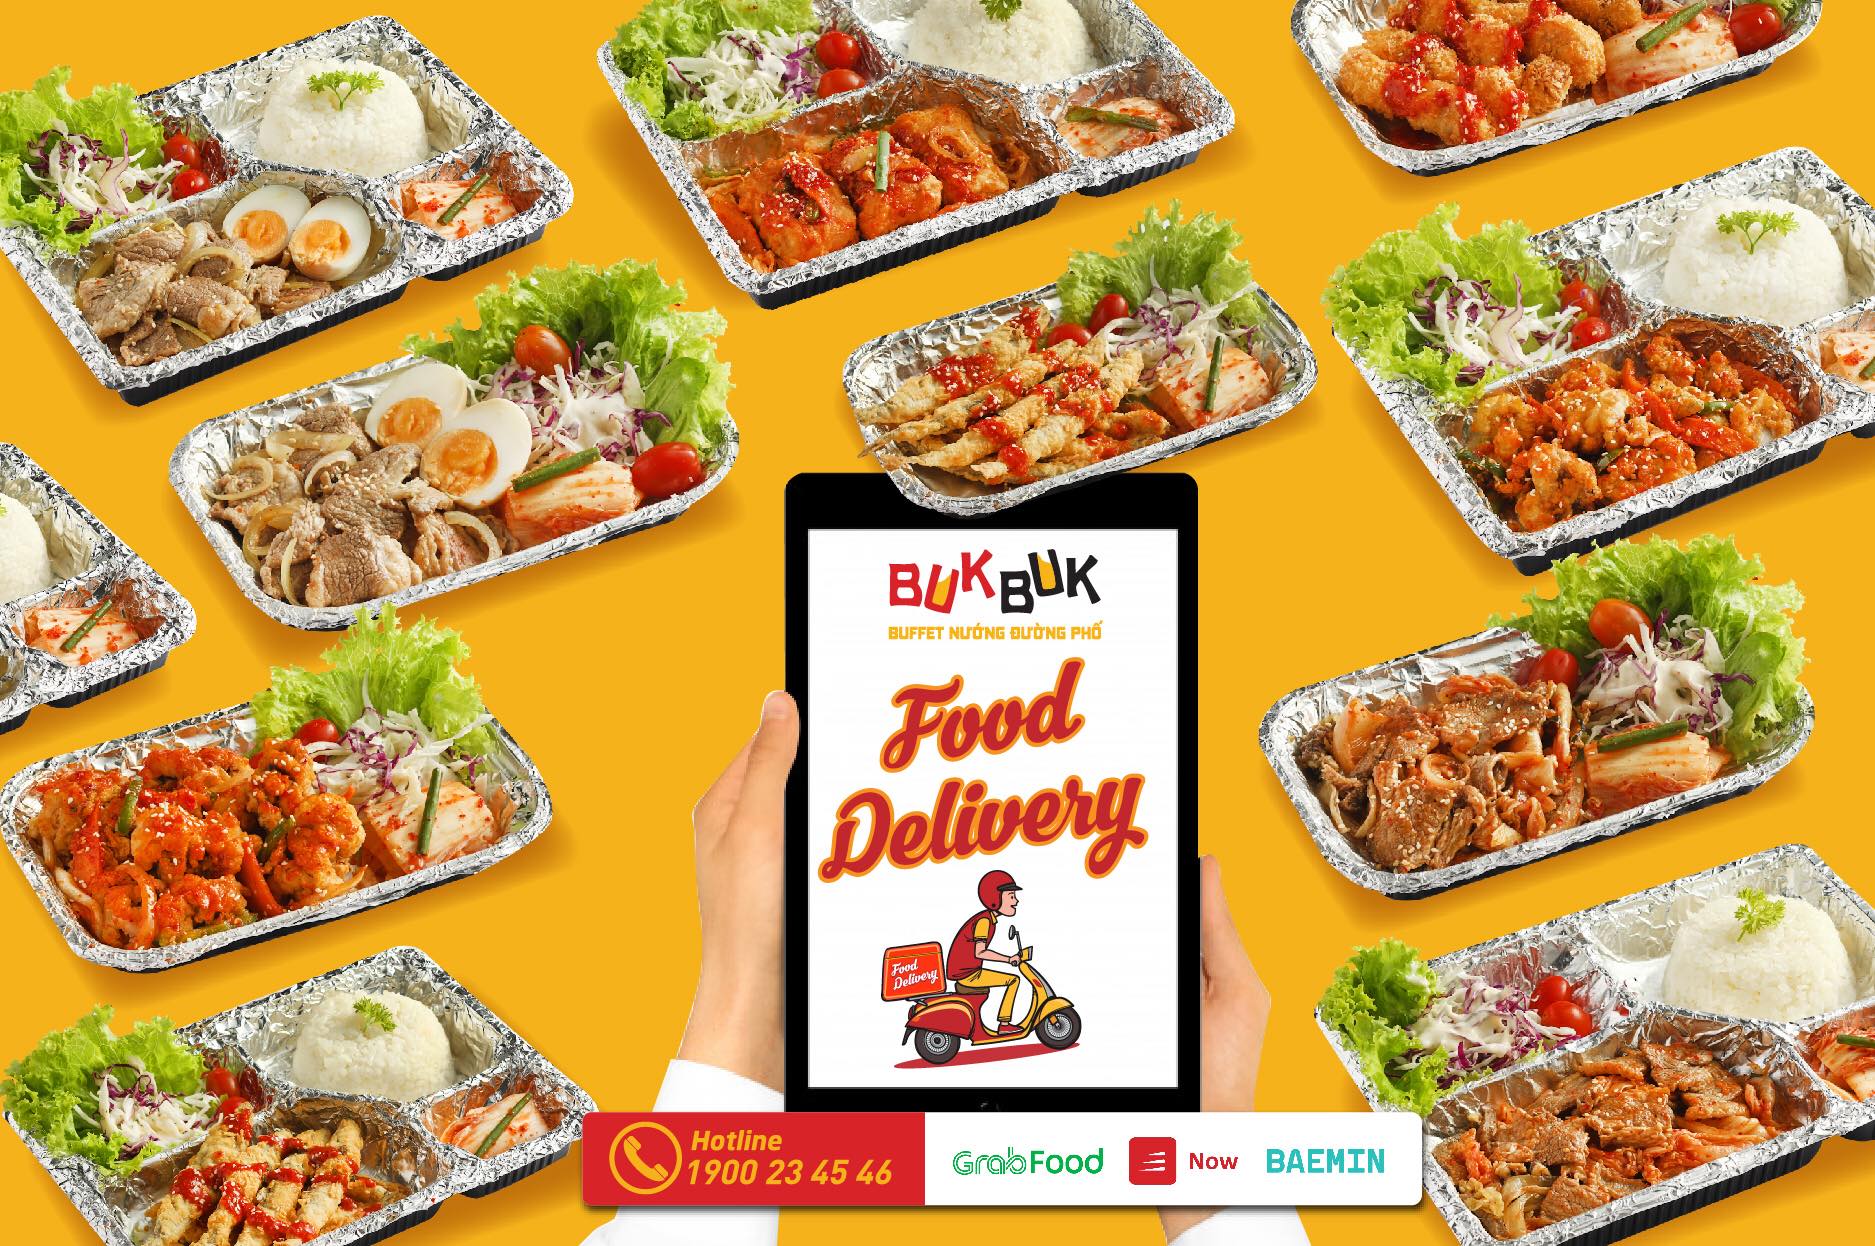 BUKBUK
BUFFET NƯỚNG ĐƯỜNG PHỐ
Food
Delivery
Food
Delivery
Hotline
1900 23 45 46
GrabFood
Now
BAEMIN